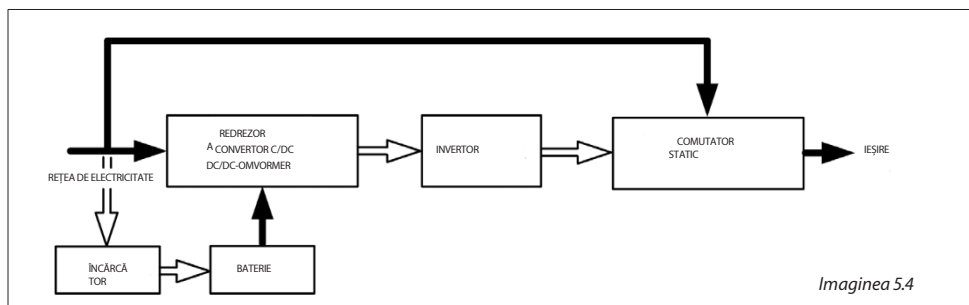 REDREZOR
A CONVERTOR C/DC
DC/DC-OMVORMER
INVERTOR
COMUTATOR
STATIC
IEȘIRE
REȚEA DE ELECTRICITATE
ÎNCĂRCĂ
TOR
BATERIE
Imaginea 5.4